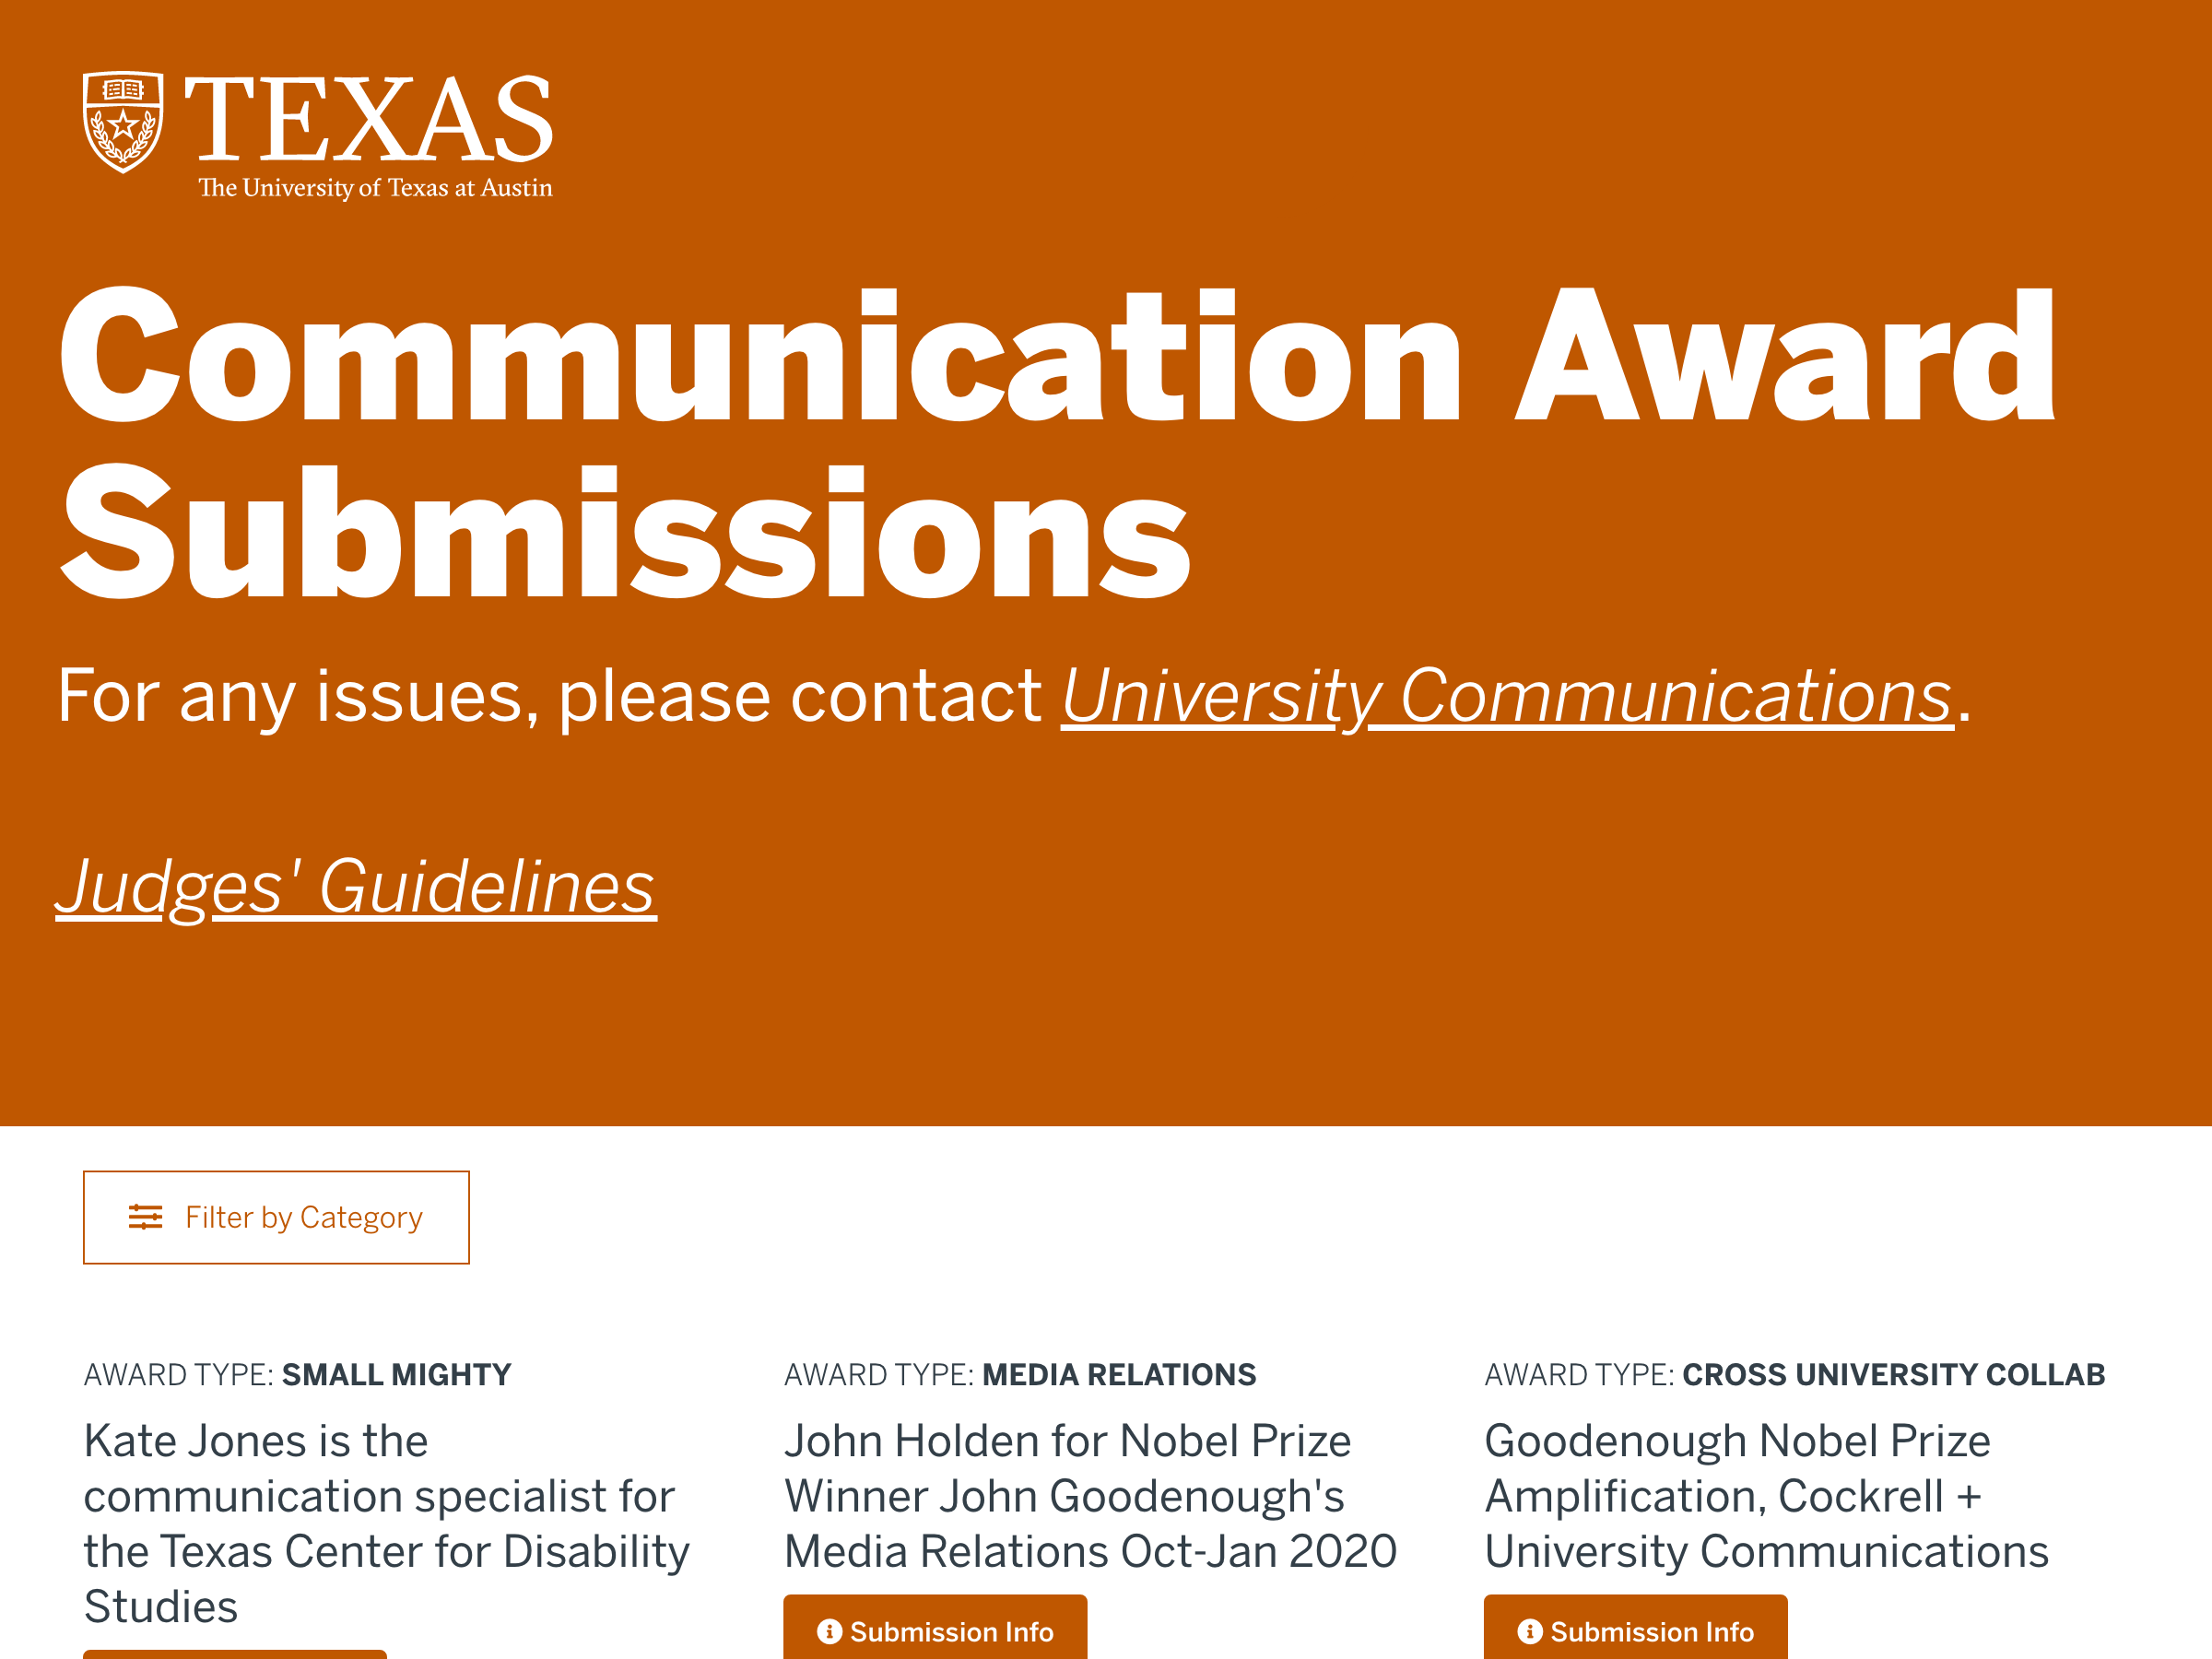 TEXAS
The University of Texas at Austin
Communication Award
Submissions
For any issues, please contact University Communications.
Judges' Guidelines
Filter by Category
AWARD TYPE: SMALL MIGHTY
Kate Jones is the
communication specialist for
the Texas Center for Disability
Studies
AWARD TYPE: MEDIA RELATIONS
John Holden for Nobel Prize
Winner John Goodenough's
Media Relations Oct-Jan 2020
Submission Info
AWARD TYPE: CROSS UNIVERSITY COLLAB
Goodenough Nobel Prize
Amplification, Cockrell +
University Communications
Submission Info